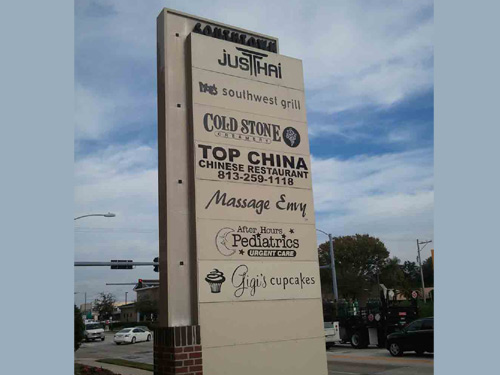 JUSTTHAI
southwest grill
COLD STONE
CREAMERY
TOP CHINA
CHINESE RESTAURANT
813-259-1118
Massage Envy
After Hours
Pediatrics
URGENT CARE
Gigi's cupcakes